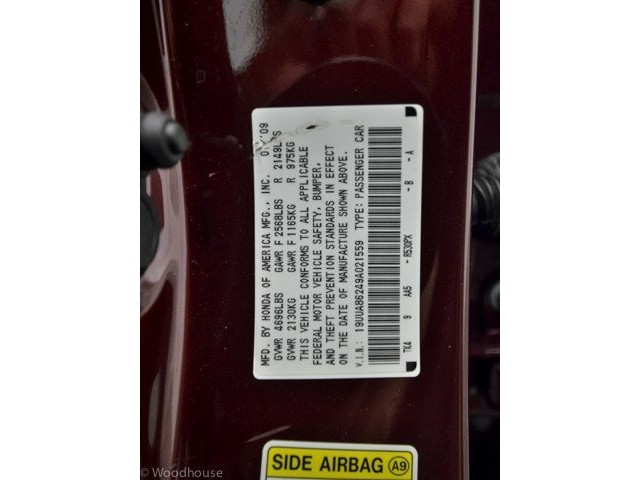 MFD. BY HONDA OF AMERICA MFG., INC.
GVWR 4696LBS GAWR F 2568LBS R 2149LBS
GVWR 2130KG GAWR F 1165KG R 975KG
THIS VEHICLE CONFORMS TO ALL APPLICABLE
FEDERAL MOTOR VEHICLE SAFETY, BUMPER,
AND THEFT PREVENTION STANDARDS IN EFFECT
ON THE DATE OF MANUFACTURE SHOWN ABOVE.
V.I.N.: 19UUA86249A021559 TYPE: PASSENGER CAR
TK4 9 AA5 R530PX - B - A
SIDE AIRBAG A9
© Woodhouse